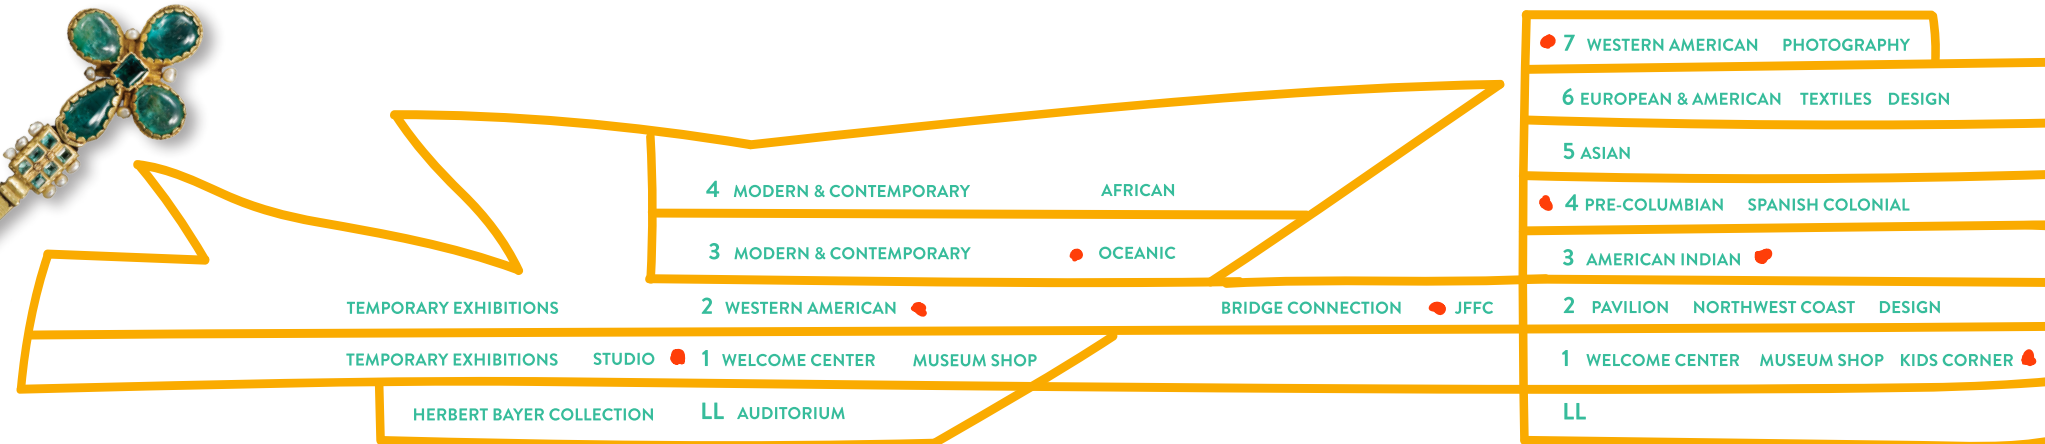 7 WESTERN AMERICAN PHOTOGRAPHY
6 EUROPEAN & AMERICAN TEXTILES DESIGN
5 ASIAN
4 MODERN & CONTEMPORARY AFRICAN
4 PRE-COLUMBIAN SPANISH COLONIAL
3 MODERN & CONTEMPORARY OCEANIC
3 AMERICAN INDIAN
TEMPORARY EXHIBITIONS 2 WESTERN AMERICAN BRIDGE CONNECTION JFFC
2 PAVILION NORTHWEST COAST DESIGN
TEMPORARY EXHIBITIONS STUDIO 1 WELCOME CENTER MUSEUM SHOP
1 WELCOME CENTER MUSEUM SHOP KIDS CORNER
HERBERT BAYER COLLECTION LL AUDITORIUM
LL